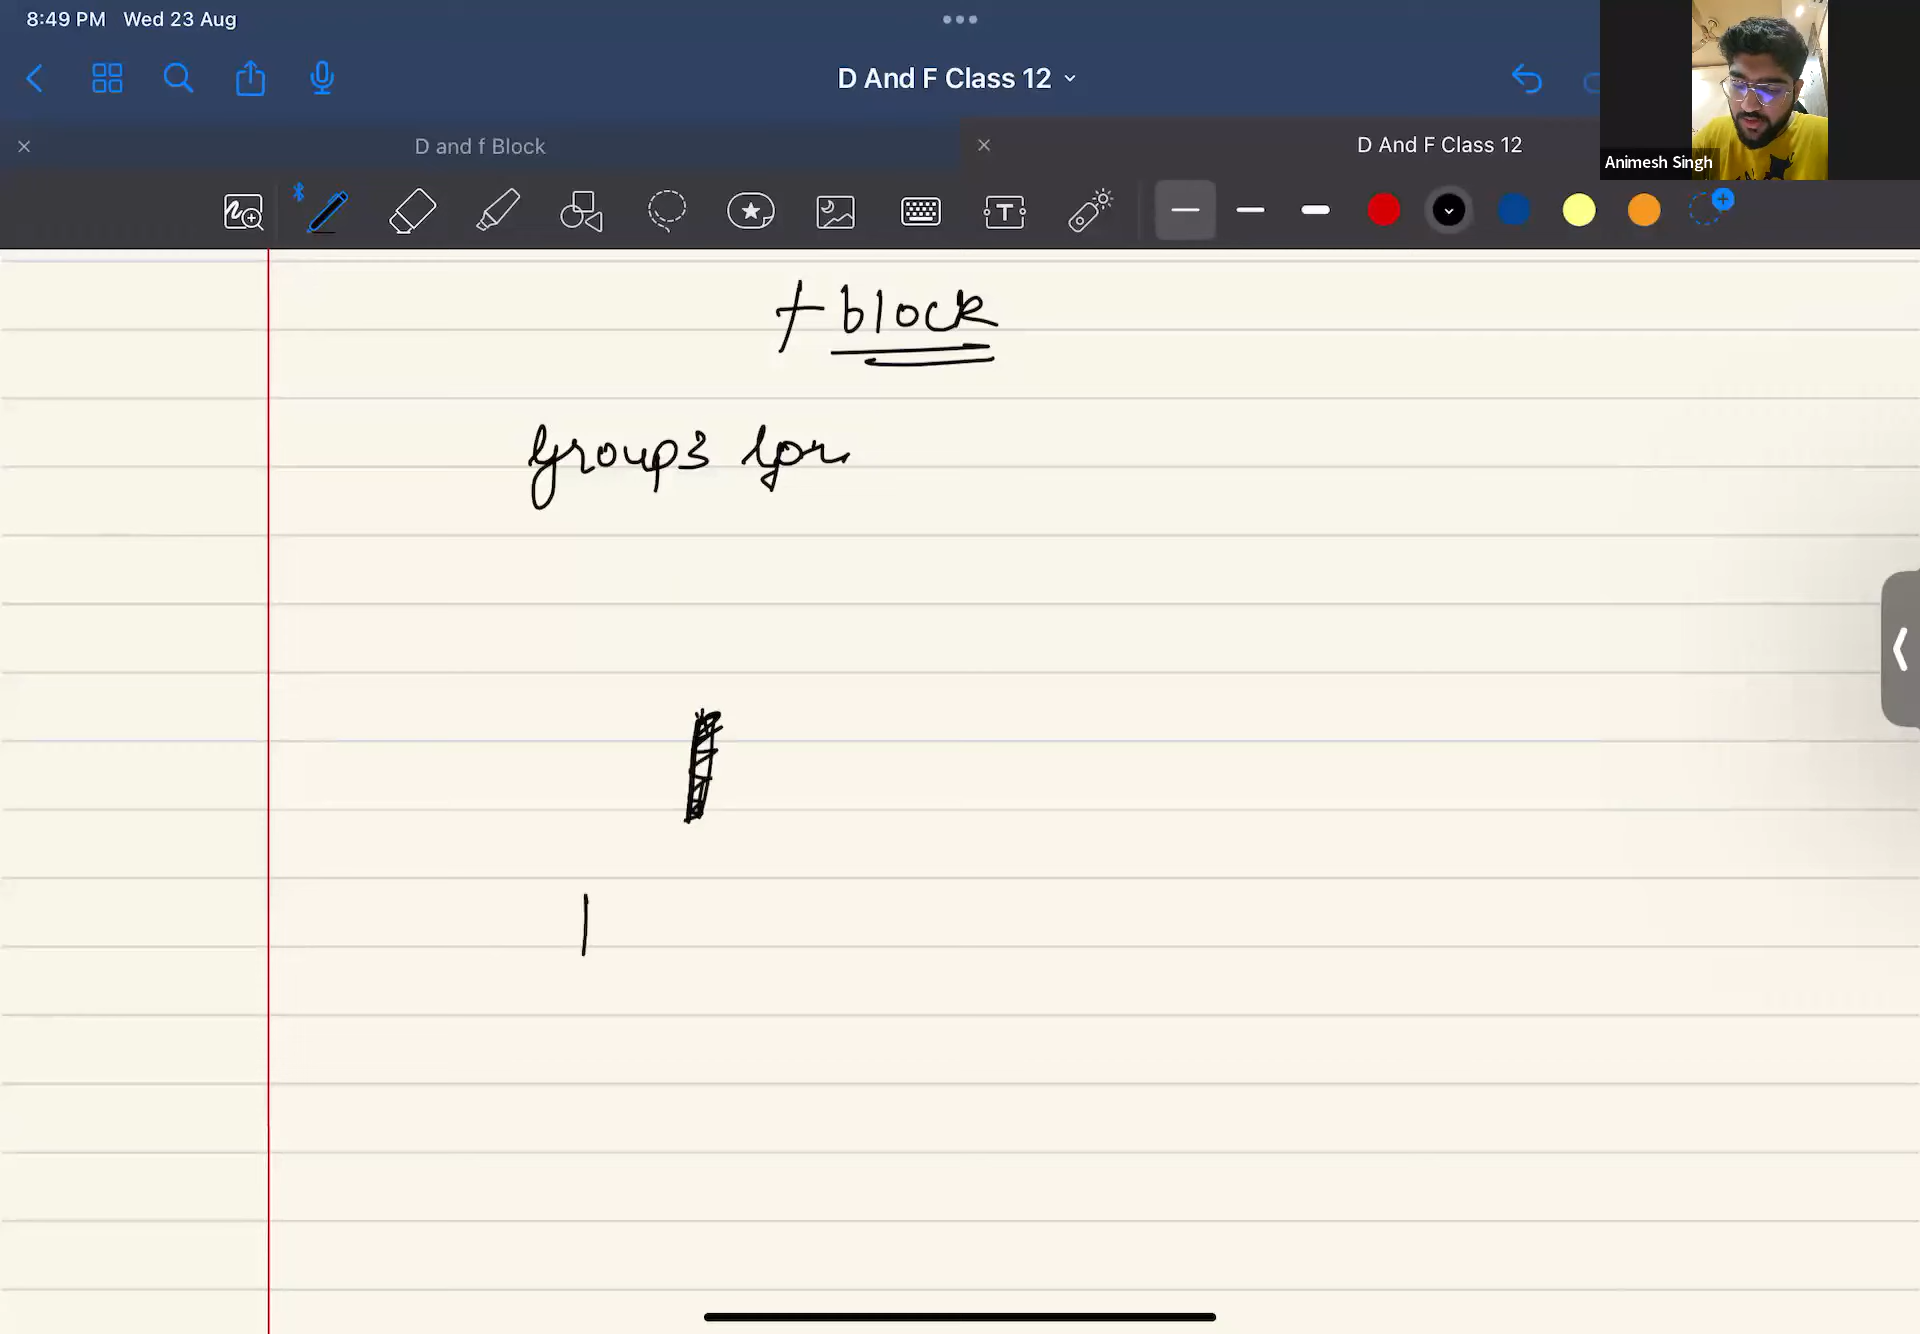 8:49 PM Wed 23 Aug
D And F Class 12
D and f Block
D And F Class 12
Animesh Singh
T
f block
groups for